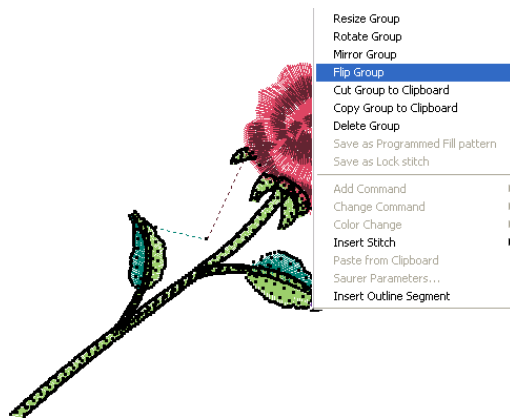 Resize Group
Rotate Group
Mirror Group
Flip Group
Cut Group to Clipboard
Copy Group to Clipboard
Delete Group
Save as Programmed Fill pattern
Save as Lock stitch
Add Command
Change Command
Color Change
Insert Stitch
Paste from Clipboard
Saurer Parameters...
Insert Outline Segment